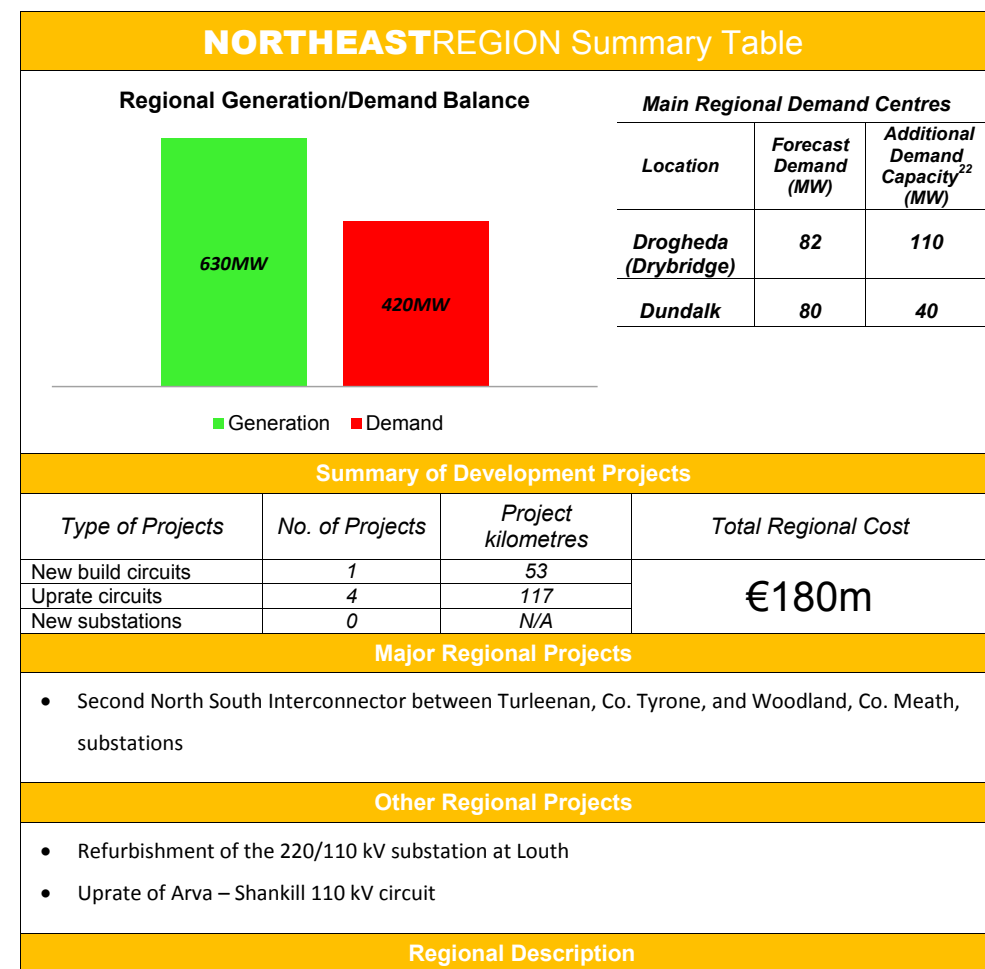 NORTHEASTREGION Summary Table
Regional Generation/Demand Balance
630MW
420MW
Generation Demand
Main Regional Demand Centres
Location Forecast Demand (MW) Additional Demand Capacity22 (MW)
Drogheda (Drybridge) 82 110
Dundalk 80 40
Summary of Development Projects
Type of Projects No. of Projects Project kilometres Total Regional Cost
New build circuits 1 53
Uprate circuits 4 117
New substations 0 N/A
€180m
Major Regional Projects
• Second North South Interconnector between Turleenan, Co. Tyrone, and Woodland, Co. Meath,
substations
Other Regional Projects
• Refurbishment of the 220/110 kV substation at Louth
• Uprate of Arva – Shankill 110 kV circuit
Regional Description